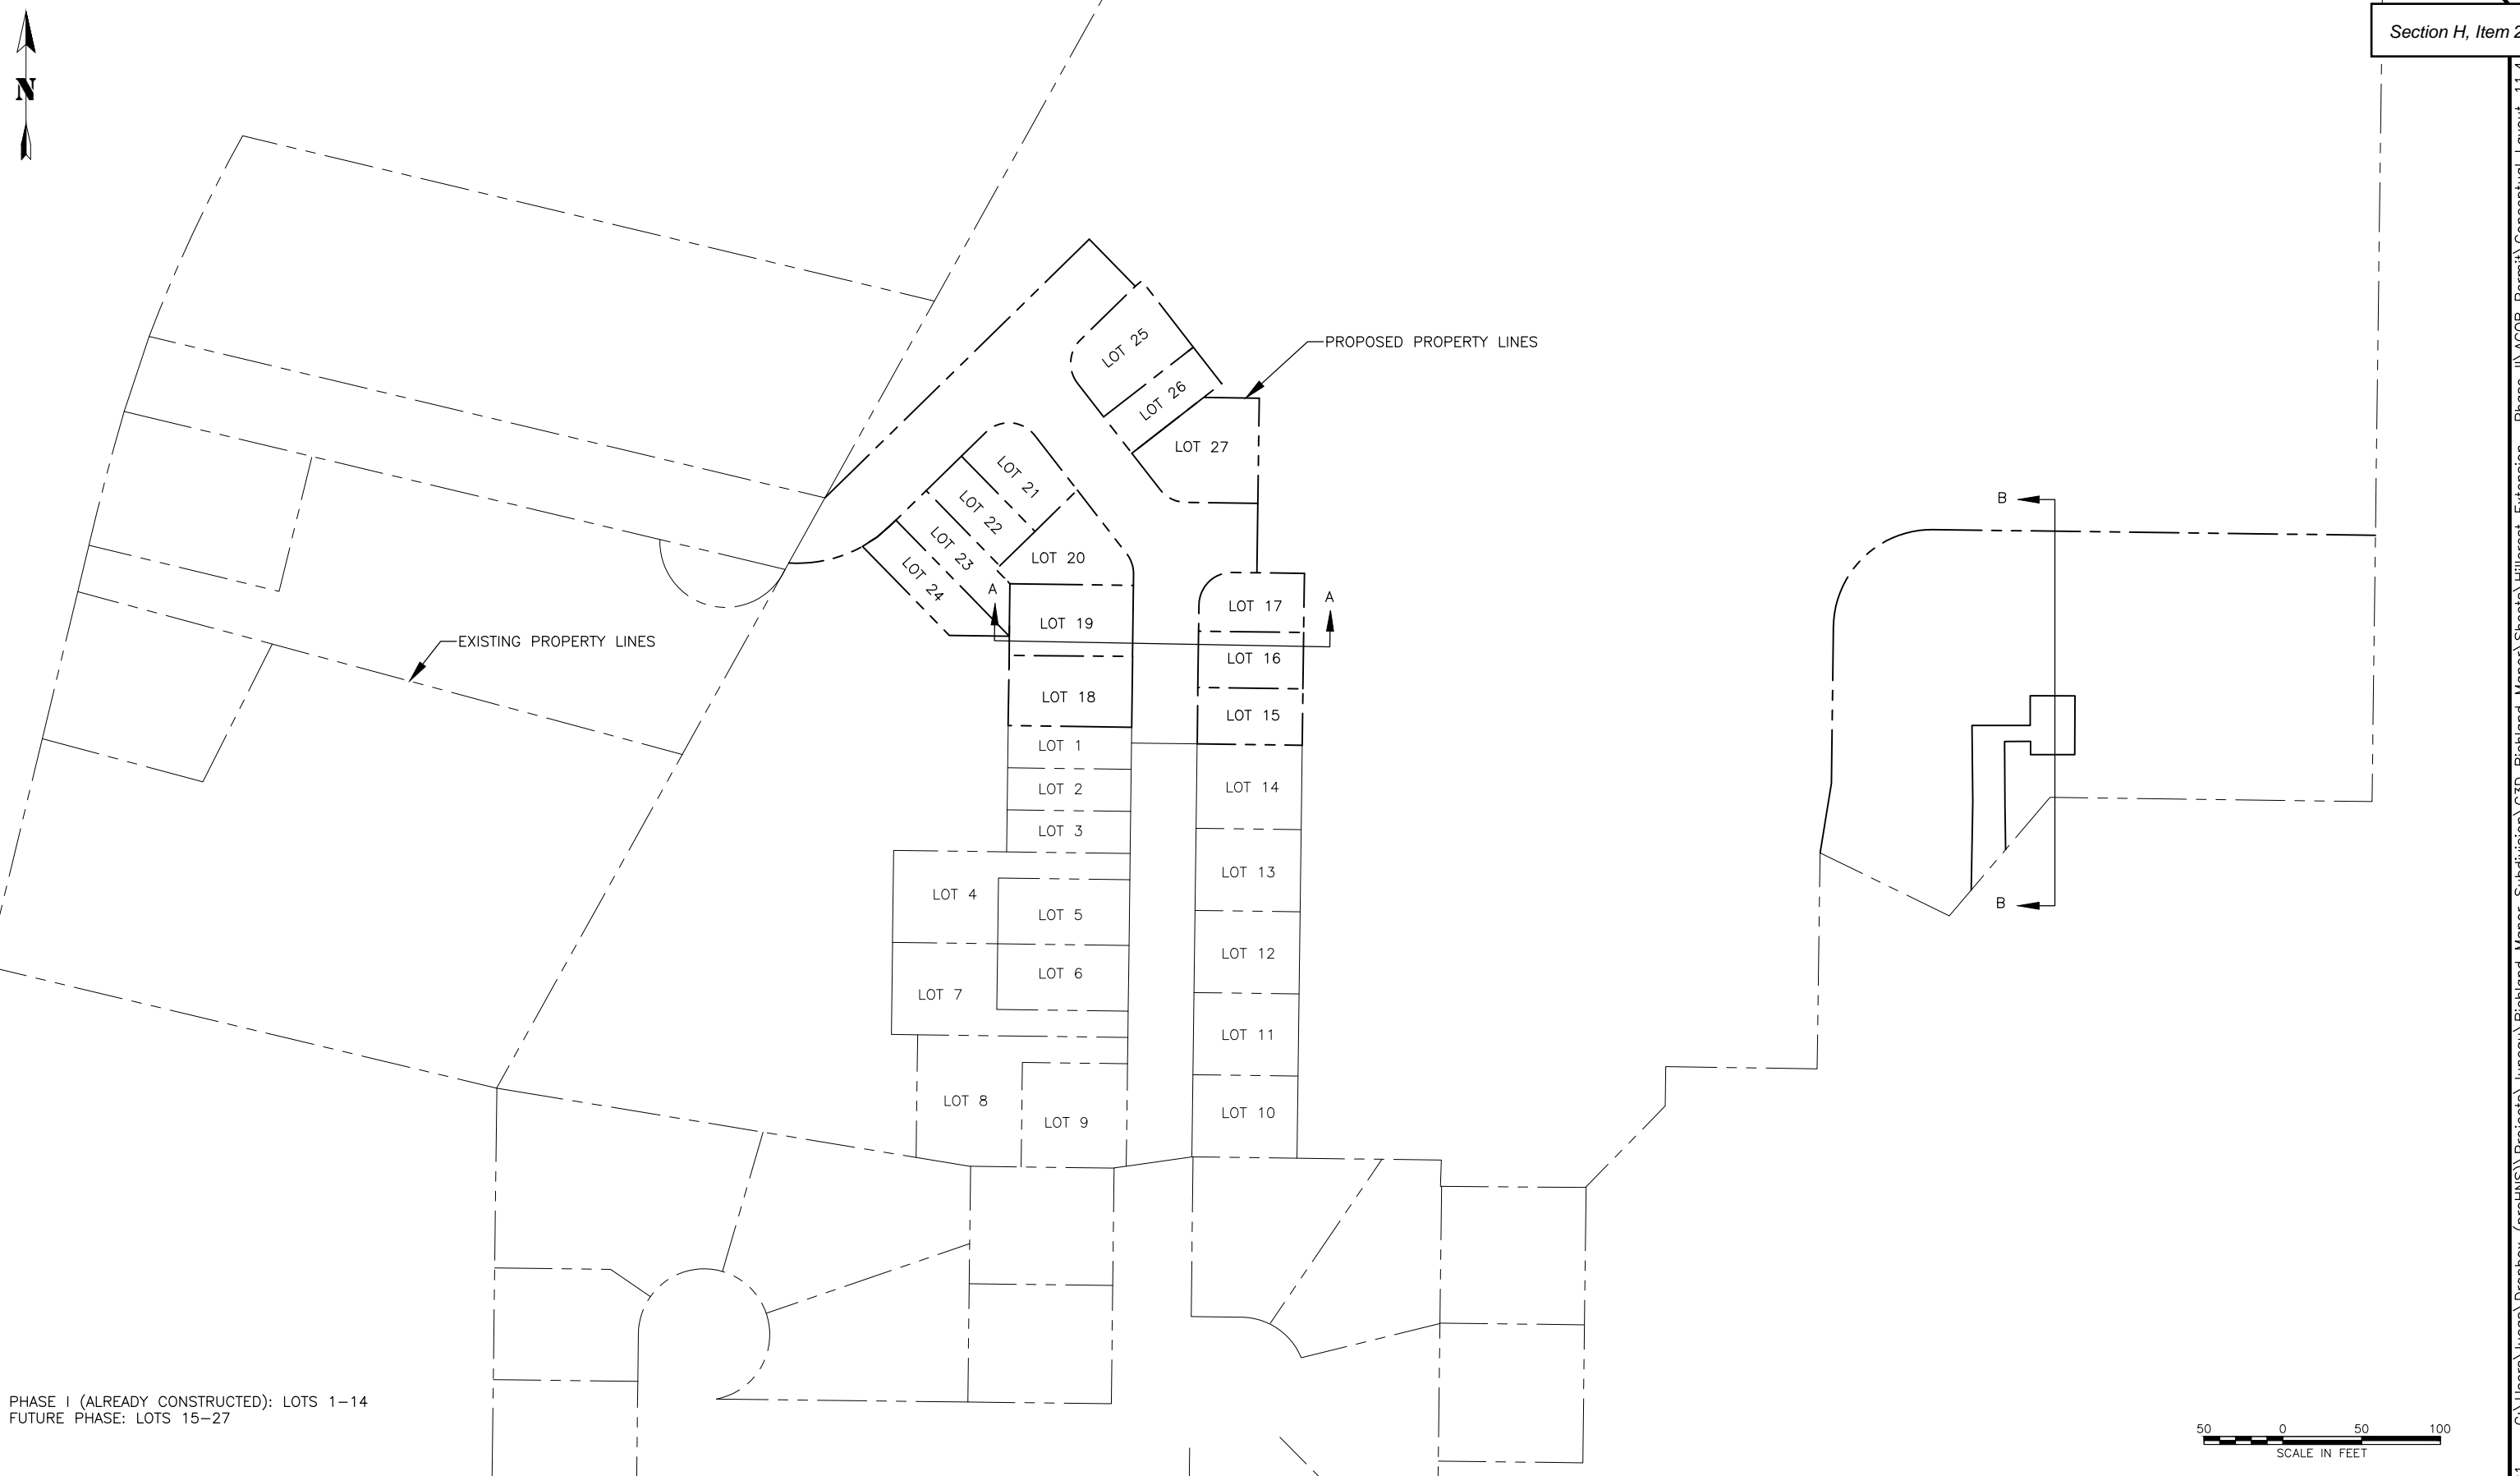 Section H, Item 2
N
LOT 25
PROPOSED PROPERTY LINES
LOT 26
LOT 27
LOT 21
LOT 22
LOT 23
LOT 20
LOT 24
B
A
A
LOT 17
LOT 19
EXISTING PROPERTY LINES
LOT 16
LOT 18
LOT 15
LOT 1
LOT 14
LOT 2
LOT 3
LOT 13
LOT 4
B
LOT 5
LOT 12
LOT 6
LOT 7
LOT 11
LOT 8
LOT 10
LOT 9
PHASE I (ALREADY CONSTRUCTED): LOTS 1-14
FUTURE PHASE: LOTS 15-27
50 0 50 100
SCALE IN FEET